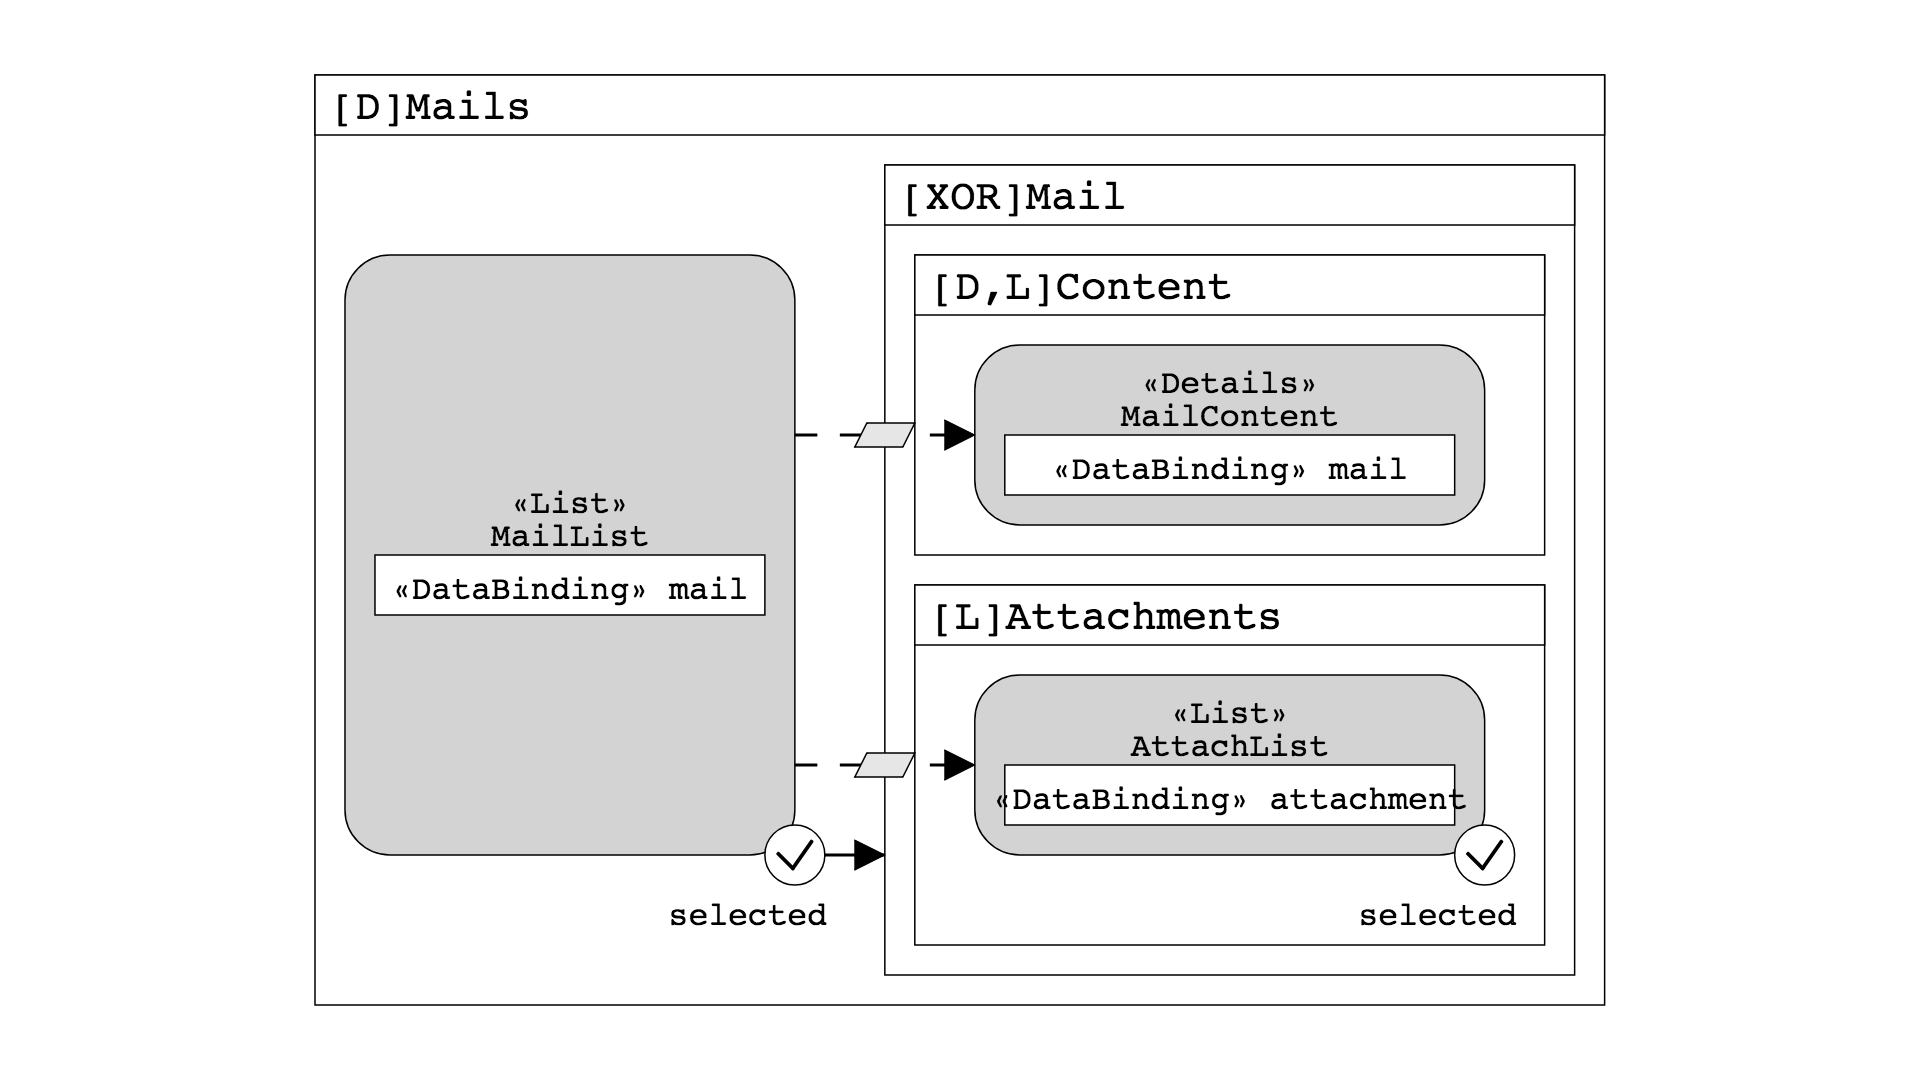 [D]Mails
[XOR]Mail
[D,L]Content
«Details»
MailContent
«DataBinding» mail
«List»
MailList
«DataBinding» mail
[L]Attachments
«List»
AttachList
«DataBinding» attachment
selected
selected